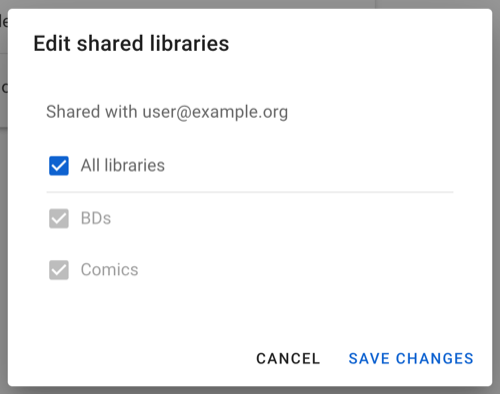 Edit shared libraries
Shared with user@example.org
All libraries
BDs
Comics
CANCEL SAVE CHANGES